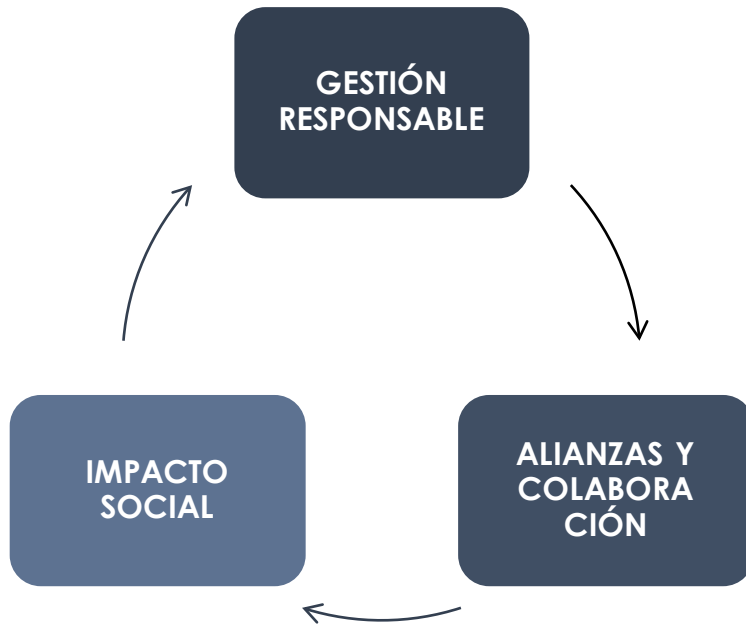 GESTIÓN
RESPONSABLE
IMPACTO
SOCIAL
ALIANZAS Y
COLABORA
CIÓN